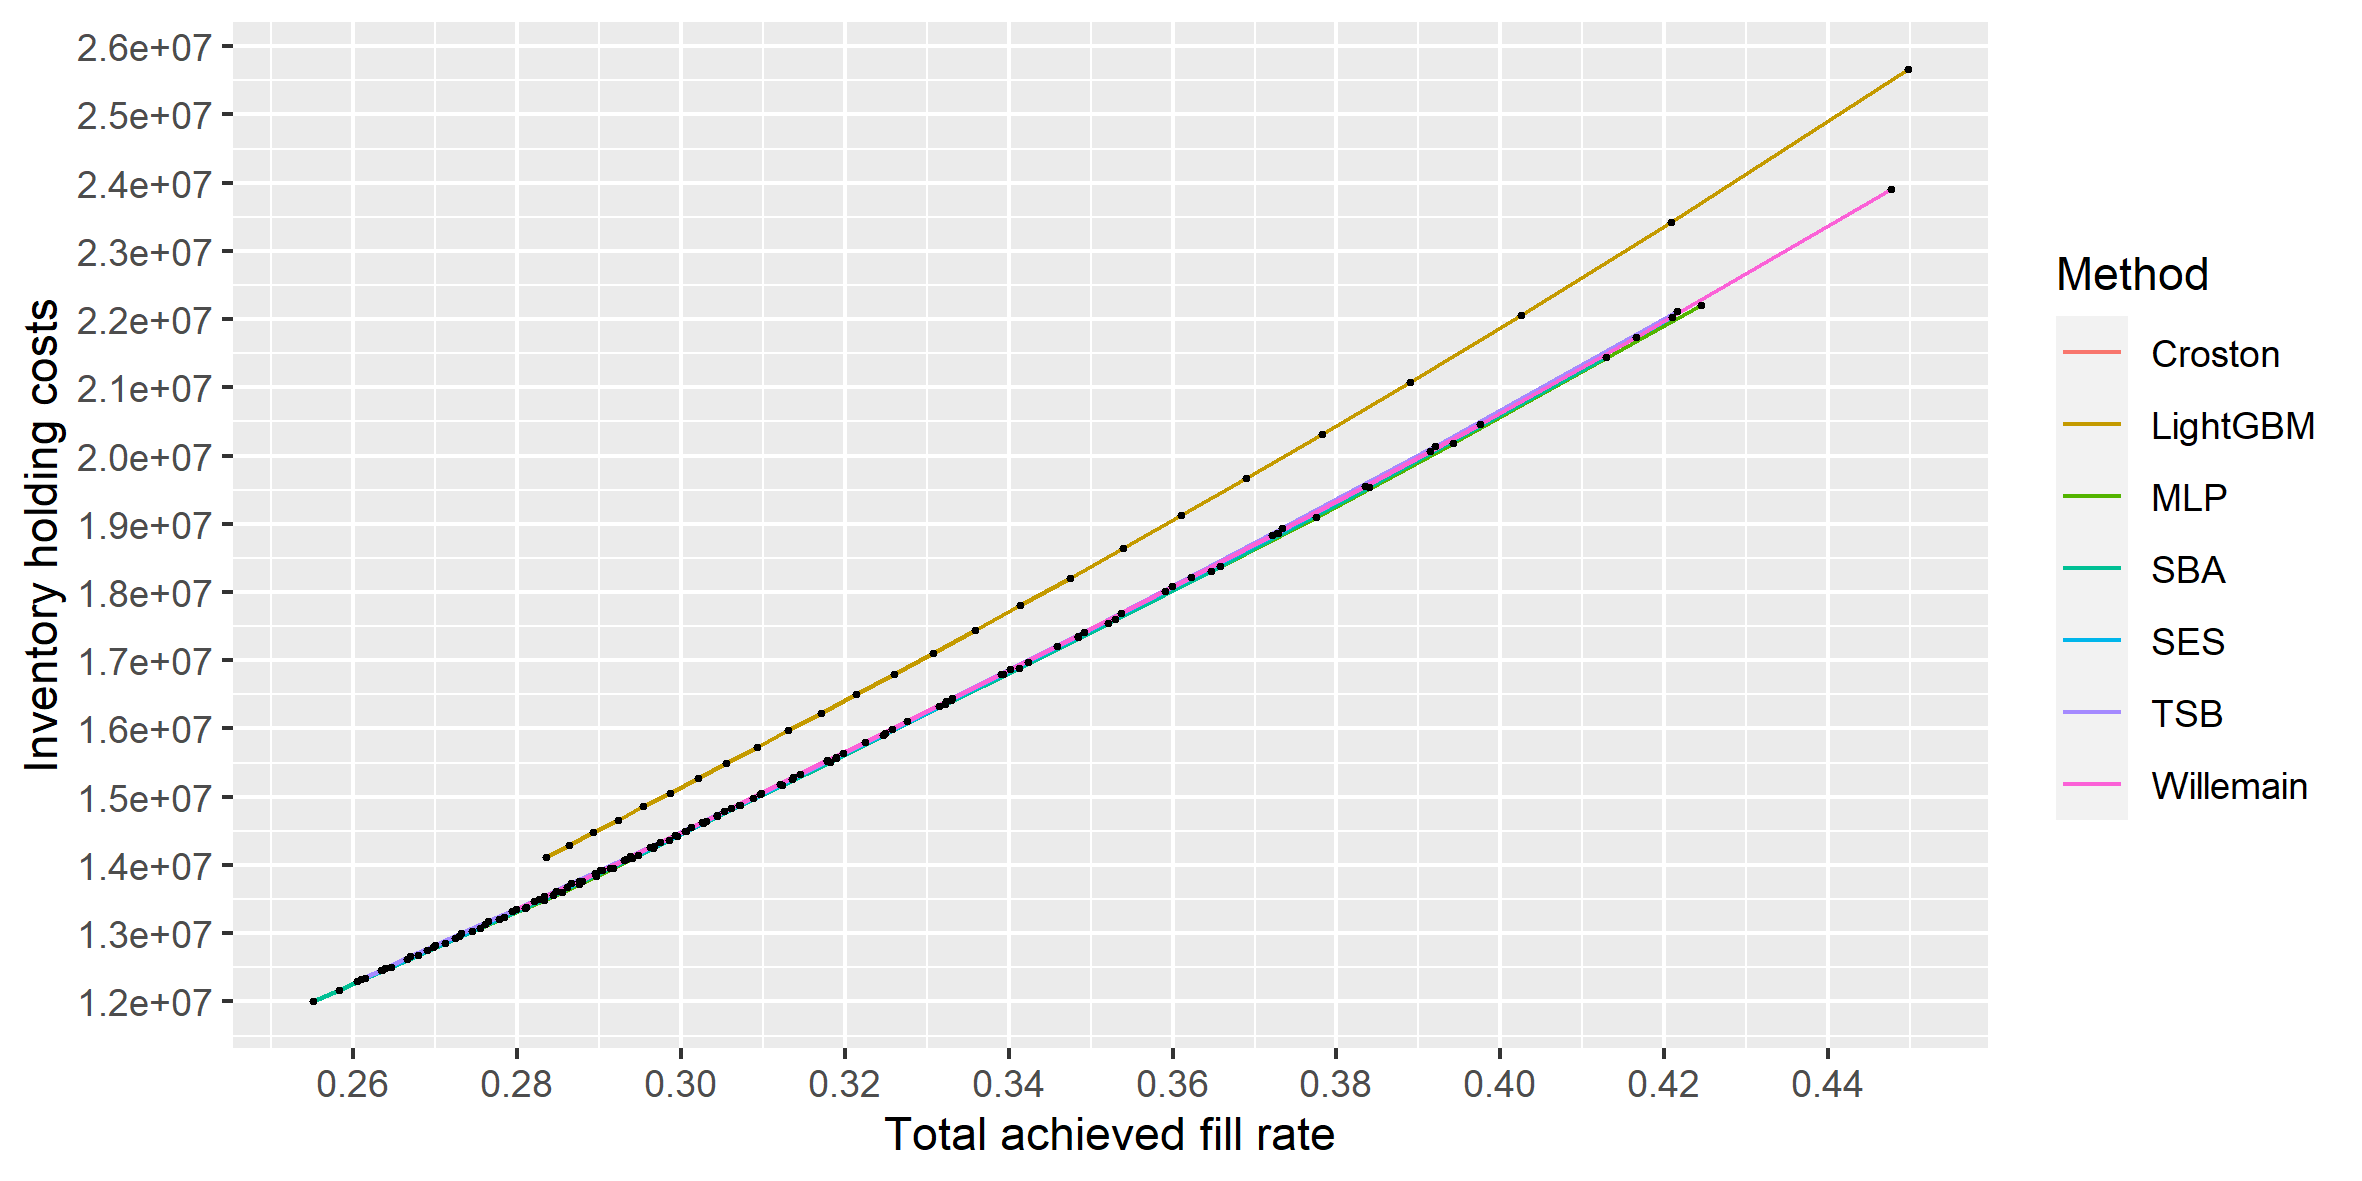 2.6e+07
2.5e+07
2.4e+07
2.3e+07
2.2e+07
2.1e+07
2.0e+07
1.9e+07
1.8e+07
1.7e+07
1.6e+07
1.5e+07
1.4e+07
1.3e+07
1.2e+07
Inventory holding costs
0.26 0.28 0.30 0.32 0.34 0.36 0.38 0.40 0.42 0.44
Total achieved fill rate
Method
Croston
LightGBM
MLP
SBA
SES
TSB
Willemain